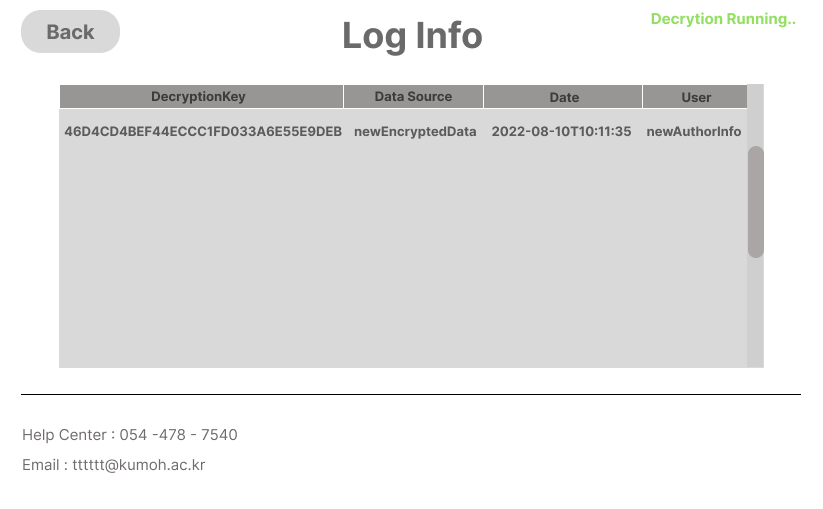 Back
Log Info
Decrytion Running..
DecryptionKey Data Source Date User
46D4CD4BEF44ECCC1FD033A6E55E9DEB newEncryptedData 2022-08-10T10:11:35 newAuthorInfo
Help Center : 054 -478 - 7540
Email : tttttt@kumoh.ac.kr